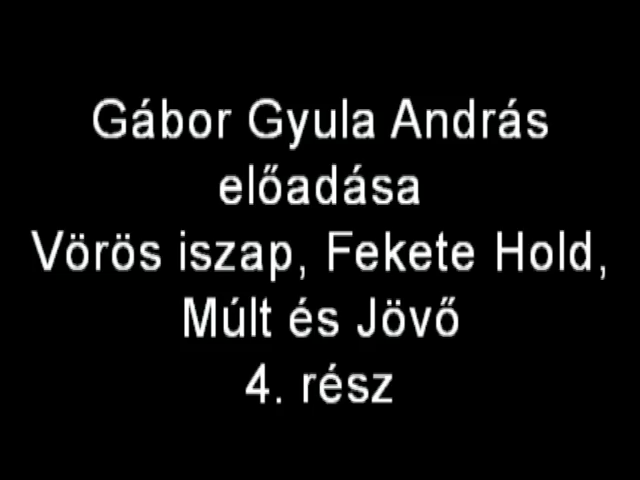 Gábor Gyula András
előadása
Vörös iszap, Fekete Hold,
Múlt és Jövő
4. rész